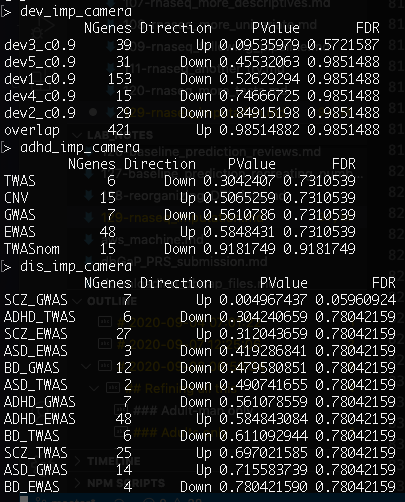 > dev_imp_camera
NGenes Direction PValue FDR
dev3_c0.9 39 Up 0.09535979 0.5721587
dev5_c0.9 31 Down 0.45532063 0.9851488
dev1_c0.9 153 Down 0.52629294 0.9851488
dev4_c0.9 15 Down 0.74666725 0.9851488
dev2_c0.9 29 Down 0.84915198 0.9851488
overlap 421 Up 0.98514882 0.9851488
> adhd_imp_camera
NGenes Direction PValue FDR
TWAS 6 Down 0.3042407 0.7310539
CNV 15 Up 0.5065259 0.7310539
GWAS 7 Down 0.5610786 0.7310539
EWAS 48 Up 0.5848431 0.7310539
TWASnom 15 Down 0.9181749 0.9181749
> dis_imp_camera
NGenes Direction PValue FDR
SCZ_GWAS 7 Up 0.004967437 0.05960924
ADHD_TWAS 6 Down 0.304240659 0.78042159
SCZ_EWAS 27 Up 0.312043659 0.78042159
ASD_EWAS 3 Down 0.419286841 0.78042159
BD_GWAS 12 Down 0.479580851 0.78042159
ASD_TWAS 5 Down 0.490741655 0.78042159
ADHD_GWAS 7 Down 0.561078559 0.78042159
ADHD_EWAS 48 Up 0.584843084 0.78042159
BD_TWAS 6 Down 0.611092944 0.78042159
SCZ_TWAS 25 Up 0.697021585 0.78042159
ASD_GWAS 14 Up 0.715583739 0.78042159
BD_EWAS 4 Down 0.780421590 0.78042159